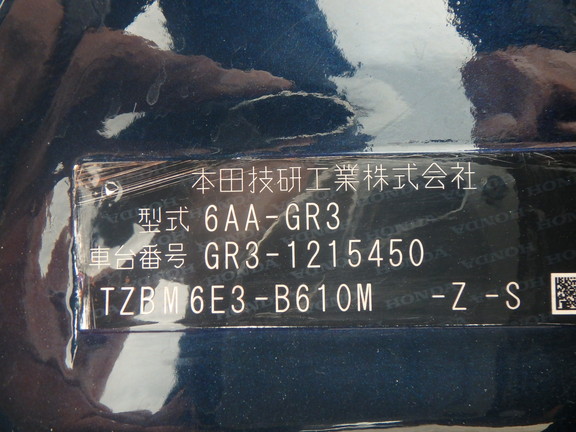 本田技研工業株式会社
型式 6AA-GR3
車台番号 GR3-1215450
TZBM6E3-B610M -Z -S